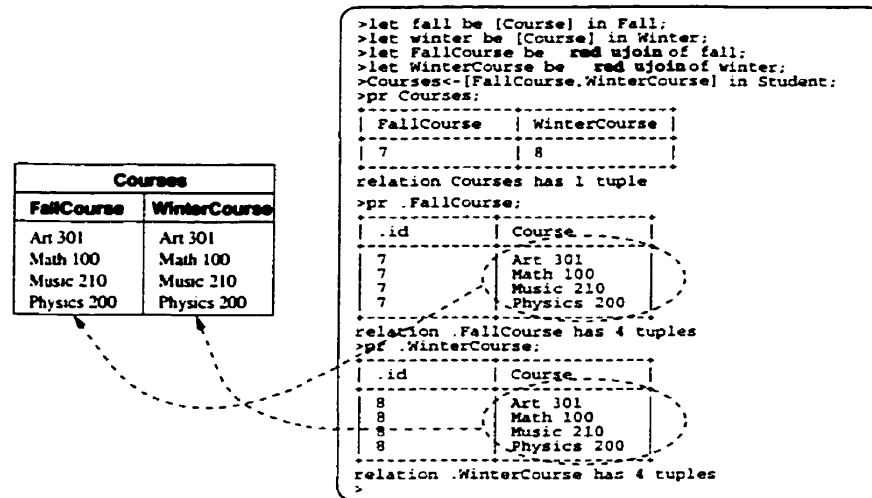 Courses
FallCourse WinterCourse
Art 301 Art 301
Math 100 Math 100
Music 210 Music 210
Physics 200 Physics 200
>let fall be [Course] in Fall;
>let winter be [Course] in Winter;
>let FallCourse be red ujoin of fall;
>let WinterCourse be red ujoin of winter;
>Courses<-[FallCourse,WinterCourse] in Student;
>pr Courses;
| FallCourse | WinterCourse |
| 7 | 8 |
relation Courses has 1 tuple
>pr .FallCourse;
| .id | Course |
| 7 | Art 301 |
| 7 | Math 100 |
| 7 | Music 210 |
| 7 | Physics 200 |
relation .FallCourse has 4 tuples
>pr .WinterCourse;
| .id | Course |
| 8 | Art 301 |
| 8 | Math 100 |
| 8 | Music 210 |
| 8 | Physics 200 |
relation .WinterCourse has 4 tuples
>